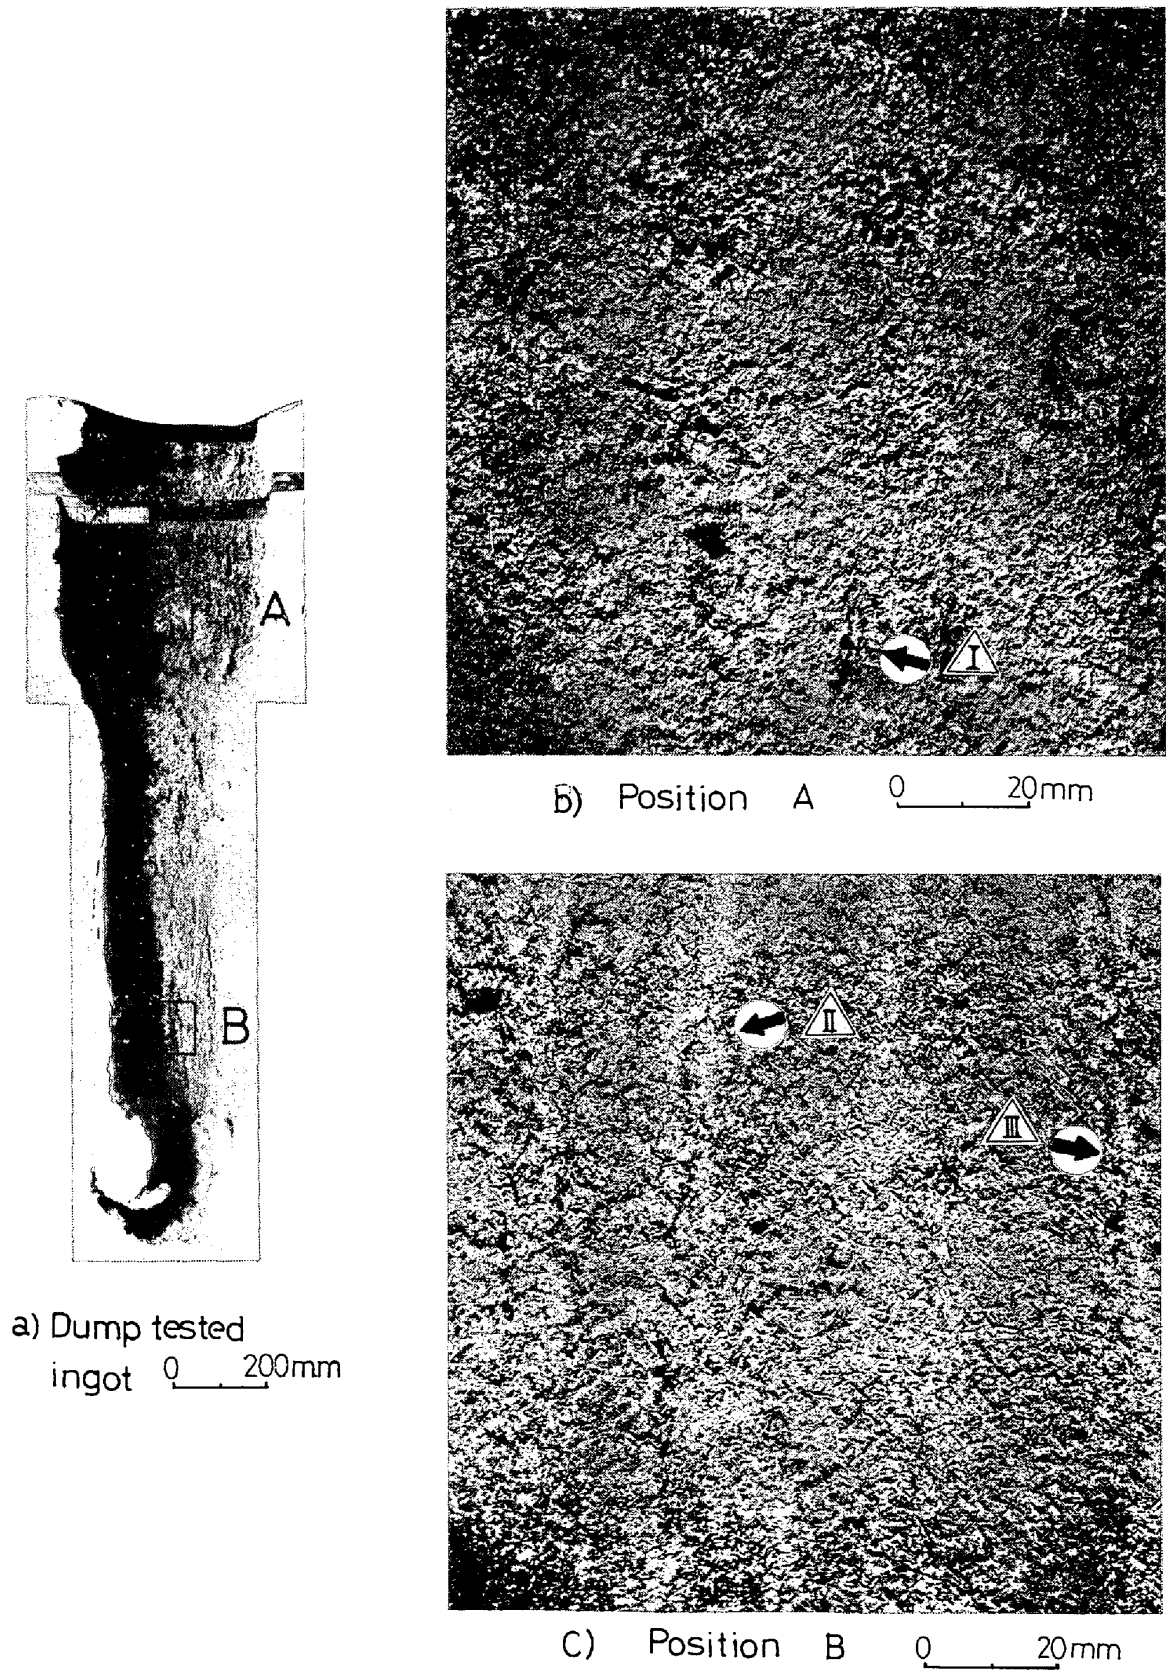 A
B
a) Dump tested
ingot 0 200mm
I
b) Position A 0 20mm
II
III
C) Position B 0 20mm